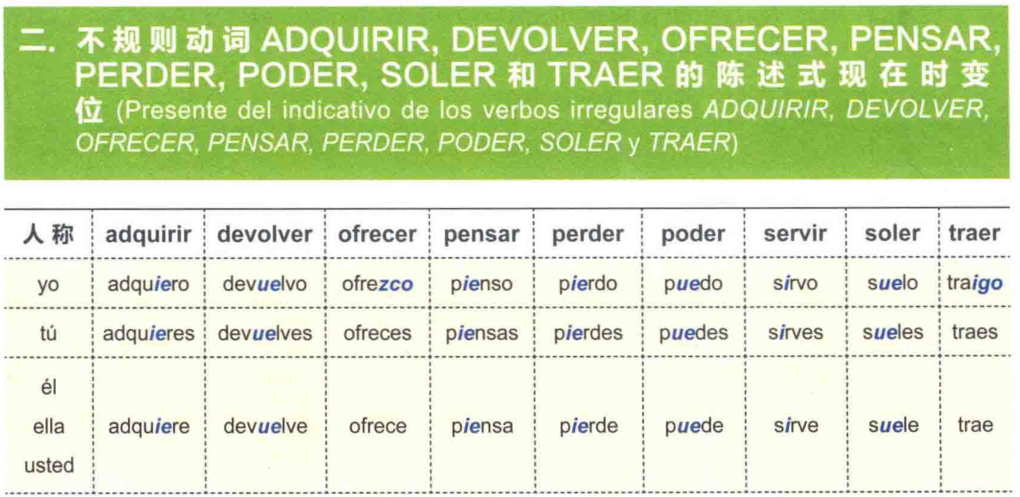 二. 不规则动词 ADQUIRIR, DEVOLVER, OFRECER, PENSAR,
PERDER, PODER, SOLER 和 TRAER 的陈述式现在时变
位 (Presente del indicativo de los verbos irregulares ADQUIRIR, DEVOLVER,
OFRECER, PENSAR, PERDER, PODER, SOLER y TRAER)
人称 adquirir devolver ofrecer pensar perder poder servir soler traer
yo adquiero devuelvo ofrezco pienso pierdo puedo sirvo suelo traigo
tú adquieres devuelves ofreces piensas pierdes puedes sirves sueles traes
él
ella adquiere devuelve ofrece piensa pierde puede sirve suele trae
usted